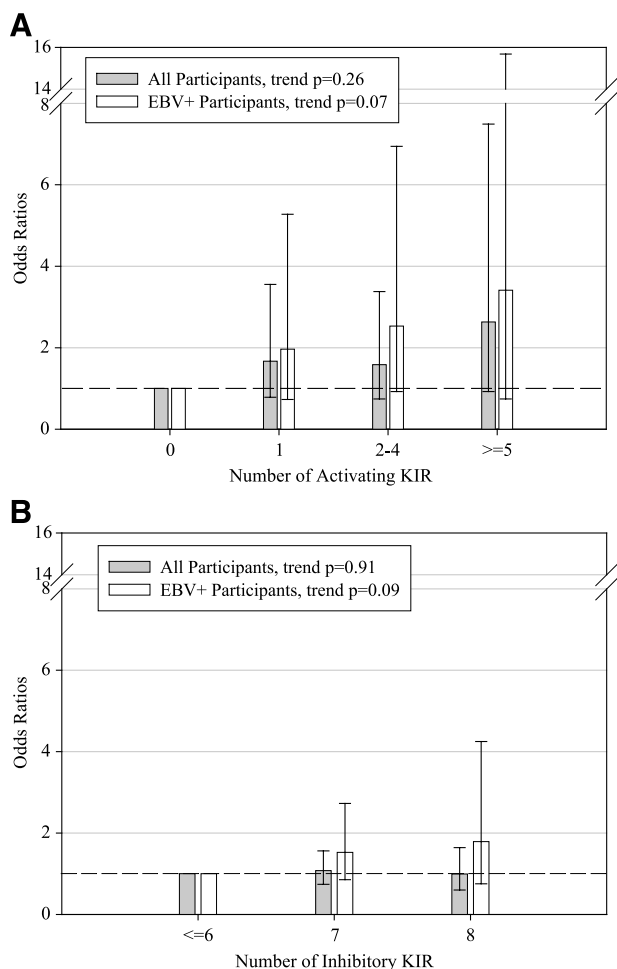 A
16
14
8
6
4
2
0
Odds Ratios
All Participants, trend p=0.26
EBV+ Participants, trend p=0.07
0 1 2-4 >=5
Number of Activating KIR
B
16
14
8
6
4
2
0
Odds Ratios
All Participants, trend p=0.91
EBV+ Participants, trend p=0.09
<=6 7 8
Number of Inhibitory KIR